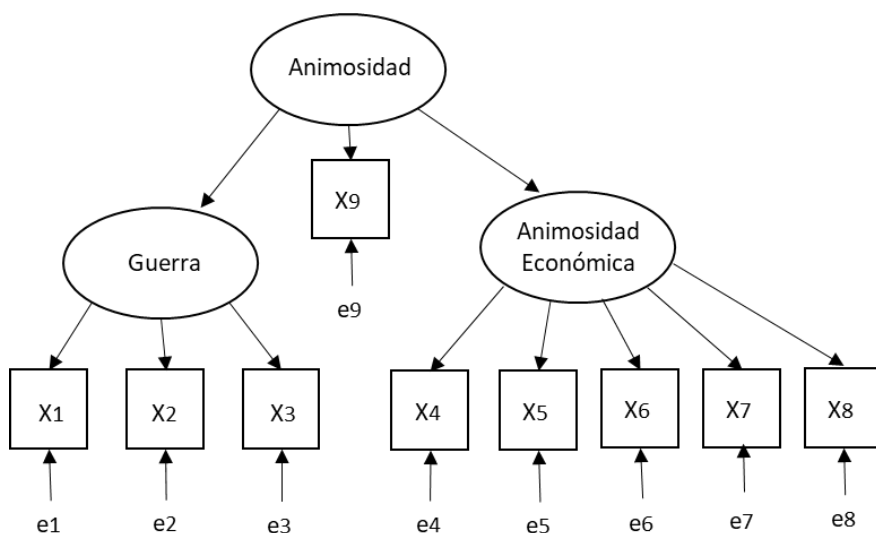 Animosidad
X9
Guerra
Animosidad
Económica
e9
X1 X2 X3 X4 X5 X6 X7 X8
e1 e2 e3 e4 e5 e6 e7 e8